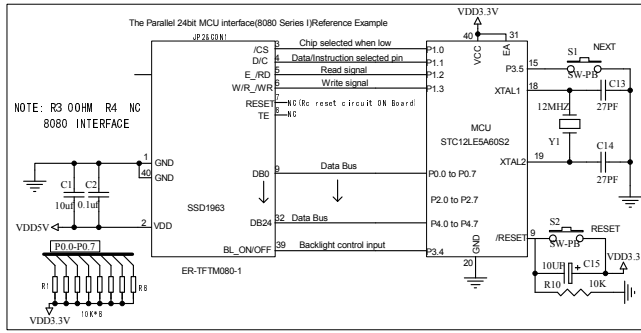 The Parallel 24bit MCU interface(8080 Series I)Reference Example
JP2&CON1
VDD3.3V
40
31
VCC
EA
/CS 3 Chip selected when low P1.0
D/C 4 Data/Instruction selected pin P1.1
E_/RD 5 Read signal P1.2
W/R_/WR 6 Write signal P1.3
RESET 7 NC(Rc reset circuit ON Board)
TE 8 NC
P3.5 15
S1 NEXT
SW-PB
XTAL1 18
C13
27PF
12MHZ
Y1
MCU
STC12LE5A60S2
C14
XTAL2 19
27PF
NOTE: R3 0OHM R4 NC
8080 INTERFACE
1 GND
40 GND
C1 C2
10uf 0.1uf
VDD5V 2 VDD
SSD1963
DB0 9 Data Bus P0.0 to P0.7
P2.0 to P2.7
DB24 32 Data Bus P4.0 to P4.7
BL_ON/OFF 39 Backlight control input P3.4
GND
20
/RESET 9
S2 RESET
SW-PB
10UF + C15
VDD3.3
R10 10K
P0.0-P0.7
R1 R8
10K*8
VDD3.3V
ER-TFTM080-1